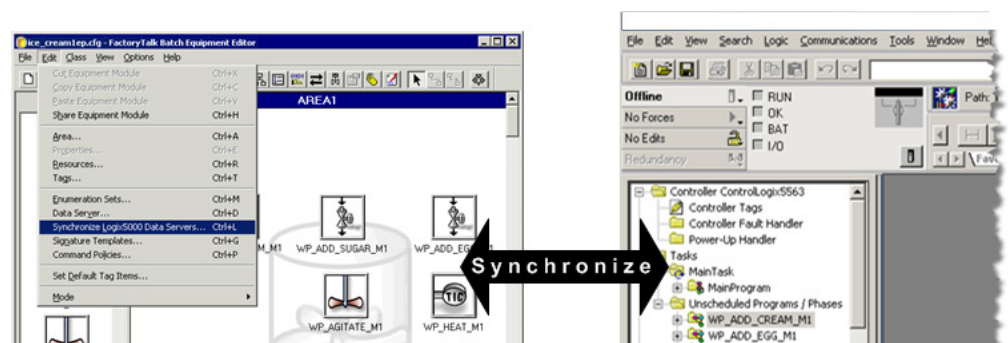 ice_cream1ep.cfg - FactoryTalk Batch Equipment Editor
File Edit Class View Options Help
Cut Equipment Module Ctrl+X
Copy Equipment Module Ctrl+C
Paste Equipment Module Ctrl+V
Share Equipment Module Ctrl+H
Area... Ctrl+A
Properties... Ctrl+E
Resources... Ctrl+R
Tags... Ctrl+T
Enumeration Sets... Ctrl+M
Data Server... Ctrl+D
Synchronize Logix5000 Data Servers... Ctrl+L
Signature Templates... Ctrl+G
Command Policies... Ctrl+P
Set Default Tag Items...
Mode
AREA1
M_M1 WP_ADD_SUGAR_M1 WP_ADD_EG
WP_AGITATE_M1 WP_HEAT_M1
TIC
Synchronize
File Edit View Search Logic Communications Tools Window Hel
Offline
No Forces
No Edits
Redundancy
RUN
OK
BAT
I/O
Path:
Favo
Controller ControlLogix5563
Controller Tags
Controller Fault Handler
Power-Up Handler
Tasks
MainTask
MainProgram
Unscheduled Programs / Phases
WP_ADD_CREAM_M1
WP_ADD_EGG_M1